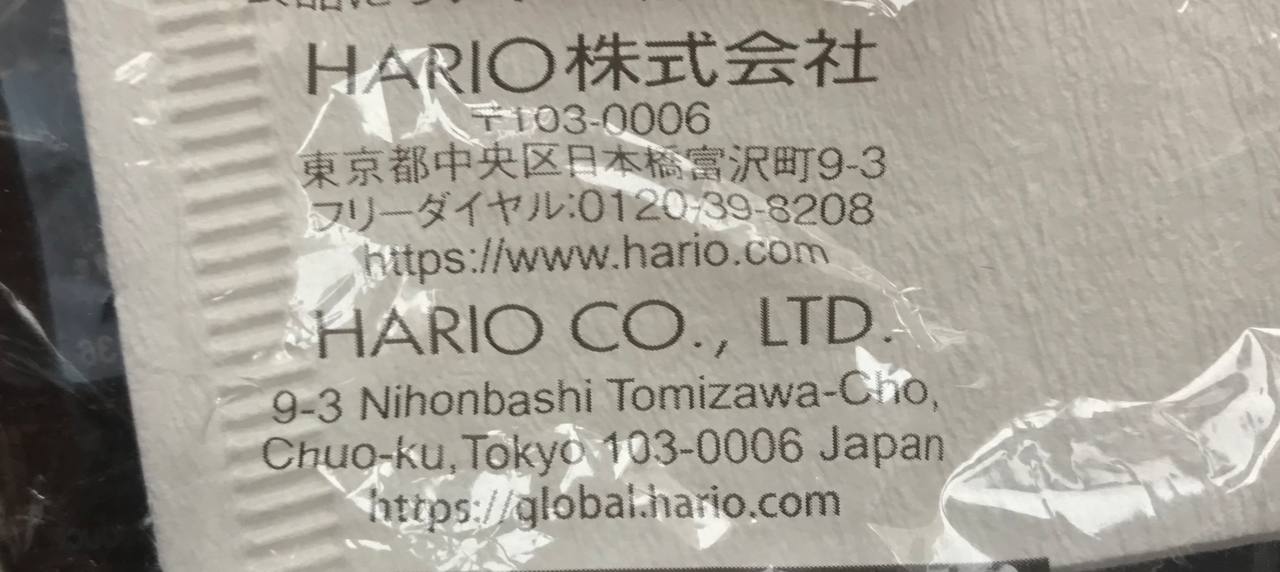 HARIO株式会社
〒103-0006
東京都中央区日本橋富沢町9-3
フリーダイヤル:0120-39-8208
https://www.hario.com
HARIO CO., LTD.
9-3 Nihonbashi Tomizawa-Cho,
Chuo-ku, Tokyo 103-0006 Japan
https://global.hario.com